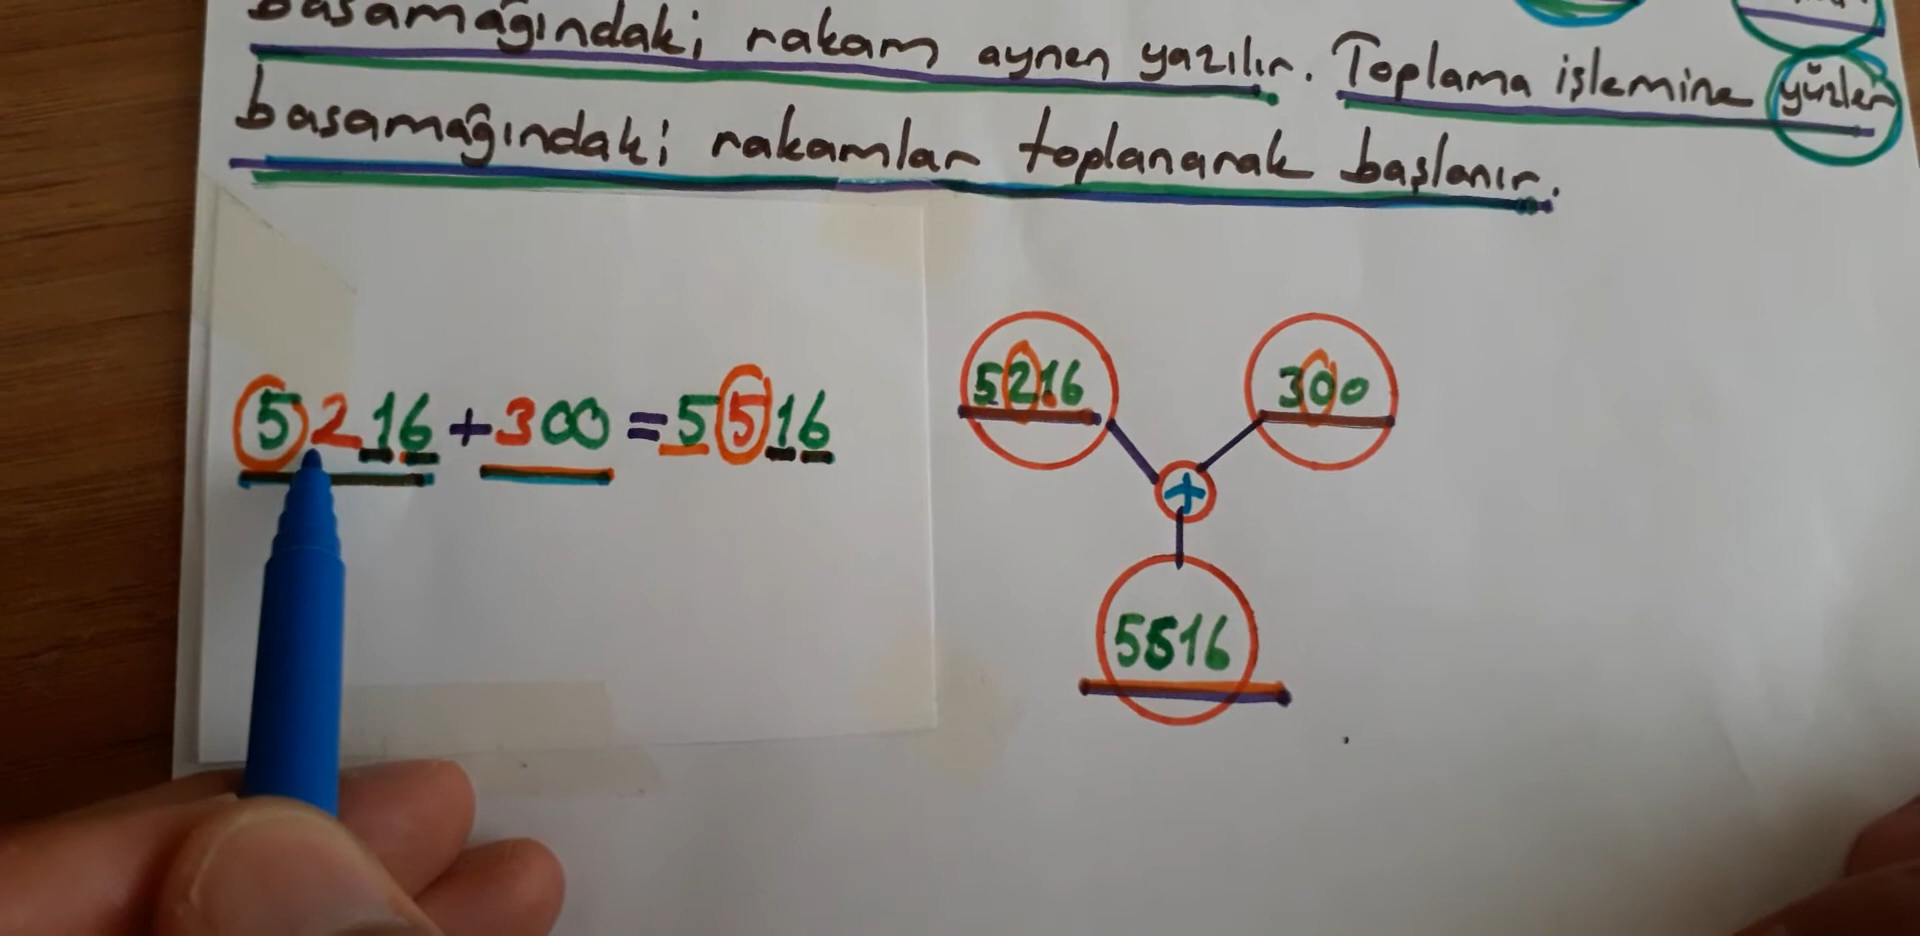 basamağındaki rakam aynen yazılır. Toplama işlemine yüzler
basamağındaki rakamlar toplanarak başlanır.
5216 + 300 = 5516
5216 300
+
5516